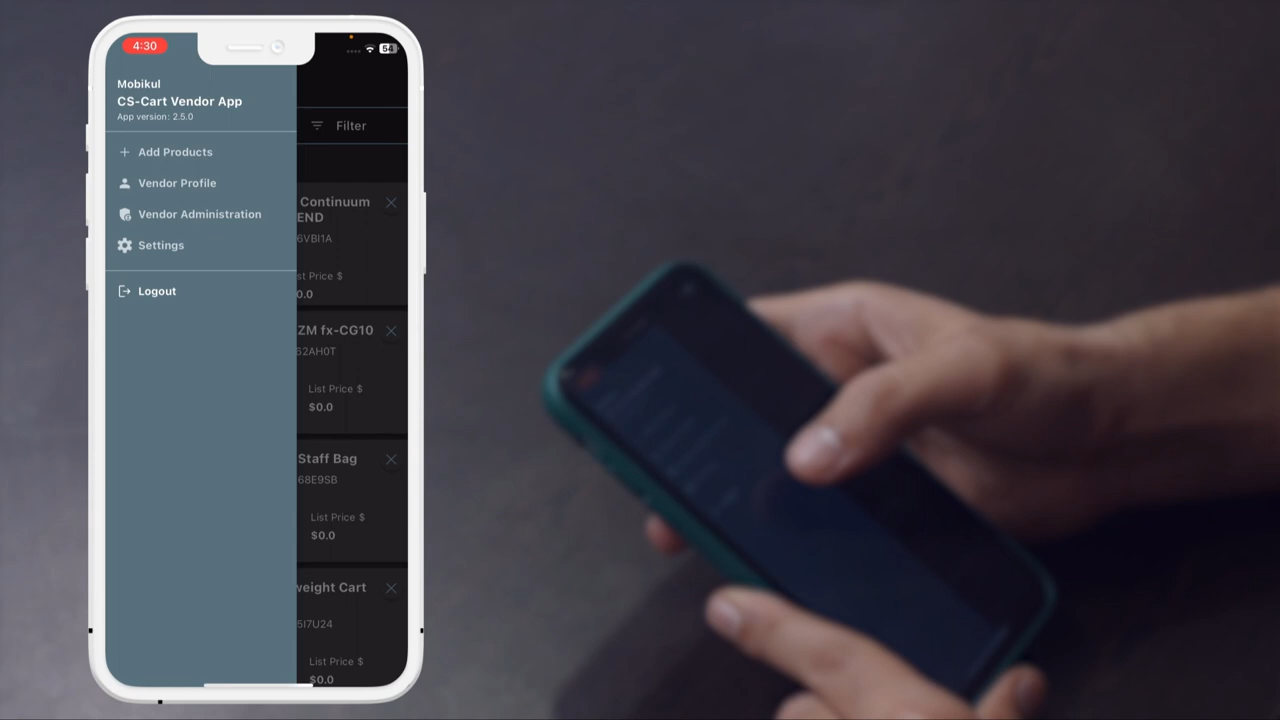 4:30
54
Mobikul
CS-Cart Vendor App
App version: 2.5.0
Filter
Add Products
Vendor Profile
Vendor Administration
Settings
Logout
Continuum
END
6VBI1A
st Price $
0.0
ZM fx-CG10
62AH0T
List Price $
$0.0
Staff Bag
68E9SB
List Price $
$0.0
weight Cart
5I7U24
List Price $
$0.0